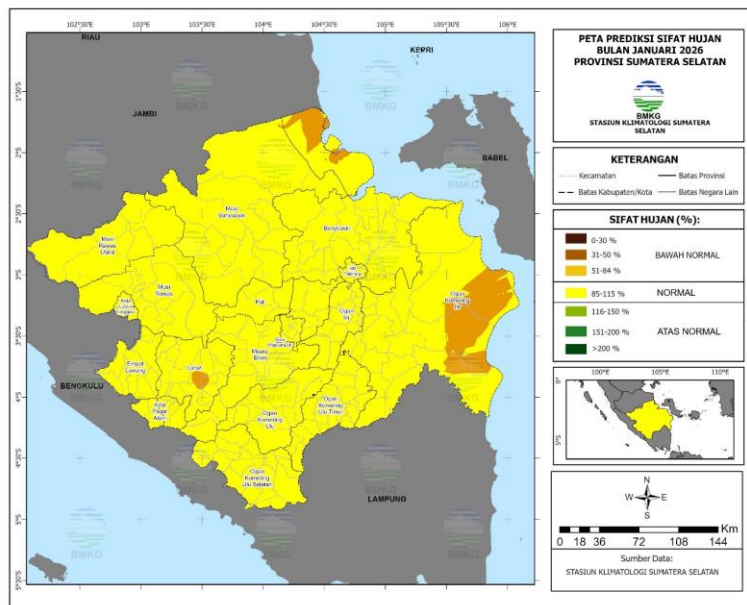 PETA PREDIKSI SIFAT HUJAN
BULAN JANUARI 2026
PROVINSI SUMATERA SELATAN
BMKG
STASIUN KLIMATOLOGI SUMATERA
SELATAN
KETERANGAN
Kecamatan
Batas Provinsi
Batas Kabupaten/Kota
Batas Negara Lain
SIFAT HUJAN (%):
0-30 %
31-50 %
51-84 %
BAWAH NORMAL
85-115 %
NORMAL
116-150 %
151-200 %
>200 %
ATAS NORMAL
100°E 105°E 110°E
0°
5°S
N
W E
S
Km
0 18 36 72 108 144
Sumber Data:
STASIUN KLIMATOLOGI SUMATERA SELATAN
102°30'E 103°E 103°30'E 104°E 104°30'E 105°E 105°30'E 106°E
1°30'S
2°S
2°30'S
3°S
3°30'S
4°S
4°30'S
5°S
5°30'S
RIAU
KEPRI
JAMBI
BABEL
BENGKULU
LAMPUNG
Musi
Banyuasin
Banyuasin
Musi
Rawas
Utara
Musi
Rawas
Pali
Ogan
Ilir
Ogan
Komering
Ilir
Muara
Enim
Empat
Lawang
Lahat
Kota
Pagar
Alam
Ogan
Komering
Ulu
Ogan
Komering
Ulu Timur
Ogan
Komering
Ulu Selatan